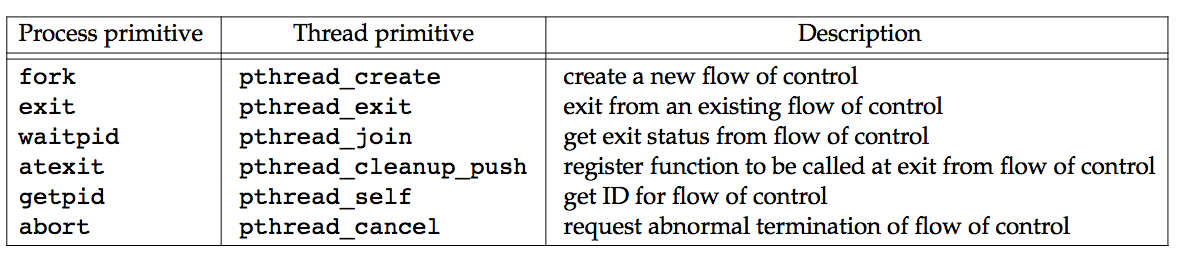 Process primitive Thread primitive Description
fork pthread_create create a new flow of control
exit pthread_exit exit from an existing flow of control
waitpid pthread_join get exit status from flow of control
atexit pthread_cleanup_push register function to be called at exit from flow of control
getpid pthread_self get ID for flow of control
abort pthread_cancel request abnormal termination of flow of control